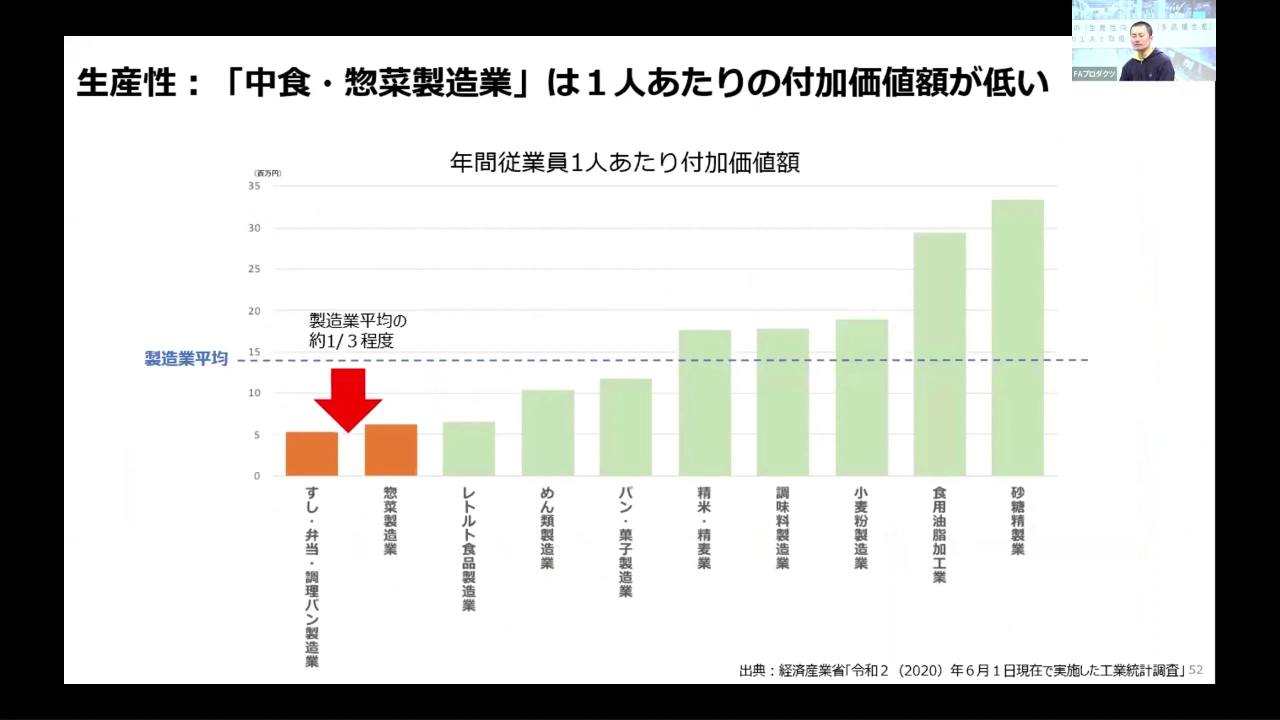 生産性：「中食・惣菜製造業」は１人あたりの付加価値額が低い
FAプロダクツ
年間従業員1人あたり付加価値額
（百万円）
35
30
25
20
15
10
5
0
製造業平均の
約1/３程度
製造業平均
すし・弁当・調理パン製造業
惣菜製造業
レトルト食品製造業
めん類製造業
パン・菓子製造業
精米・精麦業
調味料製造業
小麦粉製造業
食用油脂加工業
砂糖精製業
出典：経済産業省「令和２（2020）年６月１日現在で実施した工業統計調査」
52